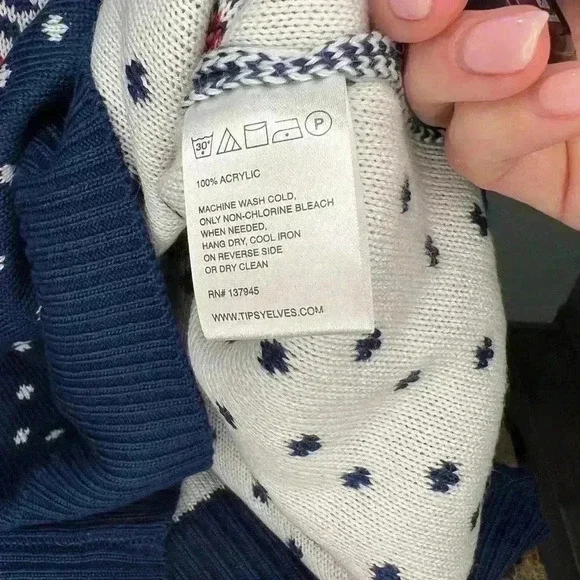 30° P
100% ACRYLIC
MACHINE WASH COLD,
ONLY NON-CHLORINE BLEACH
WHEN NEEDED,
HANG DRY, COOL IRON
ON REVERSE SIDE
OR DRY CLEAN
RN# 137945
WWW.TIPSYELVES.COM